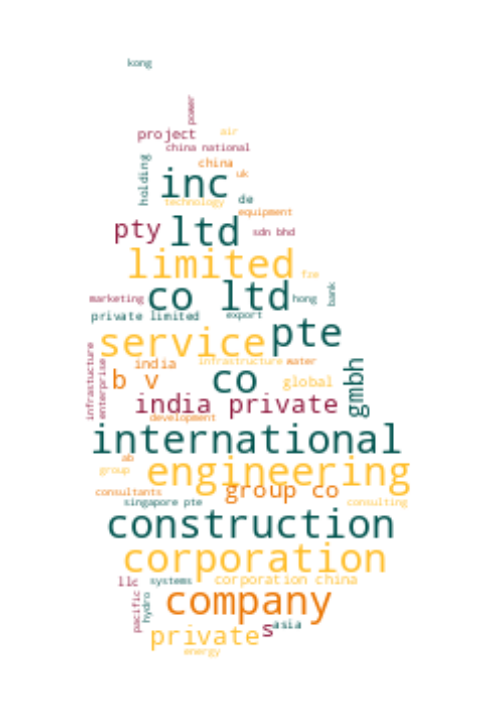 kong
power
project air
china national
china
uk
holding
inc
technology de
equipment
pty ltd sdn bhd
limited
fze
marketing co ltd hong bank
private limited export
service pte
infrastructure
enterprise
india infrastructure water
b v co global gmbh
india private
development
international
ab
group engineering
consultants group co
singapore pte consulting
construction
corporation
llc systems corporation china
pacific hydro company
private s asia
energy